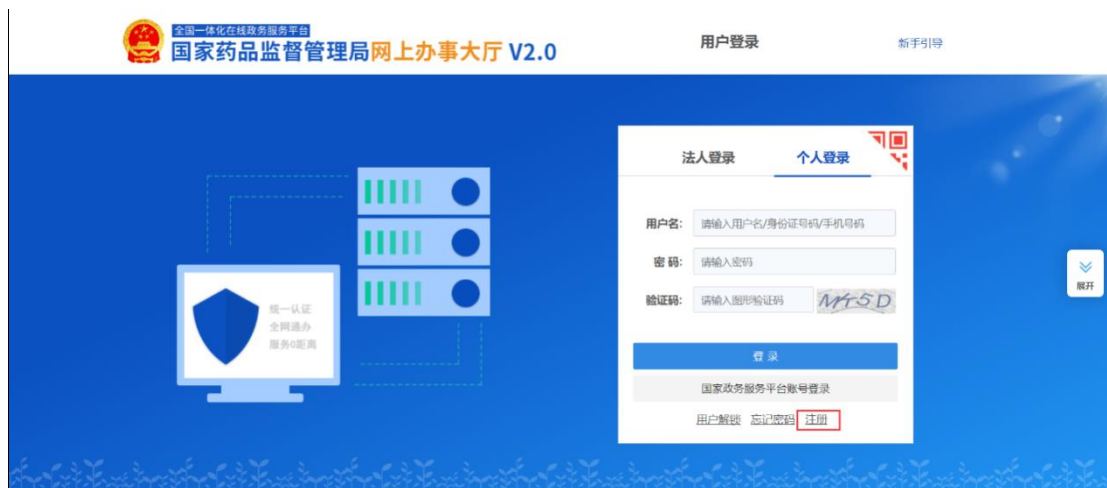 全国一体化在线政务服务平台
国家药品监督管理局网上办事大厅 V2.0
用户登录
新手引导
法人登录 个人登录
用户名: 请输入用户名/身份证号码/手机号码
密 码: 请输入密码
验证码: 请输入图形验证码 M45D
登 录
国家政务服务平台账号登录
用户解锁 忘记密码 注册
统一认证
全网通办
服务0距离
展开